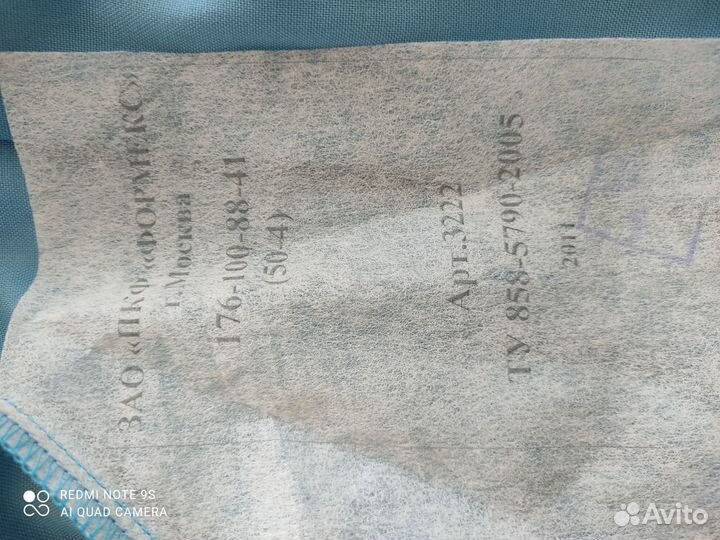 ЗАО «ПКф«ФОРМЕКС»
г.Москва
176-100-88-41
(50-4)
Арт.3222
ТУ 858-5790-2005
2011
REDMI NOTE 9S
AI QUAD CAMERA
Avito